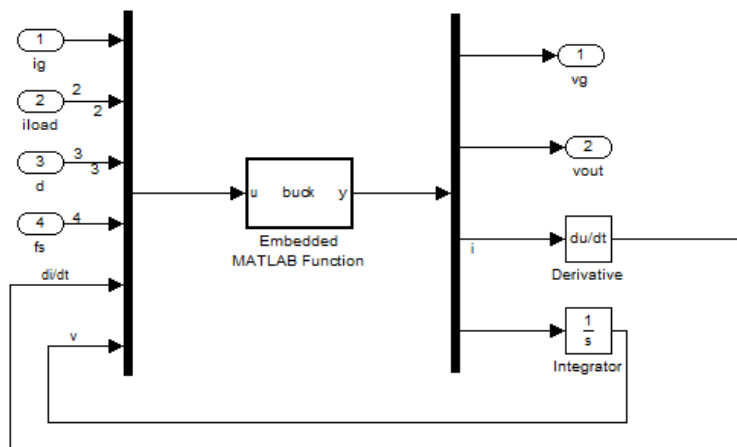 1
ig
2
iload
2
2
3
d
3
3
4
fs
4
di/dt
v
u buck y
Embedded
MATLAB Function
1
vg
2
vout
i
du/dt
Derivative
1
s
Integrator